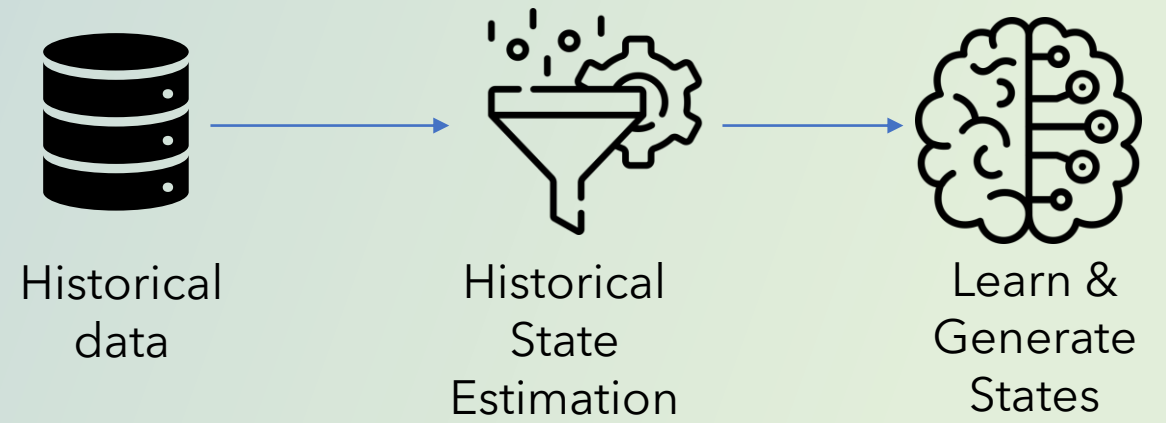 Historical
data
Historical
State
Estimation
Learn &
Generate
States